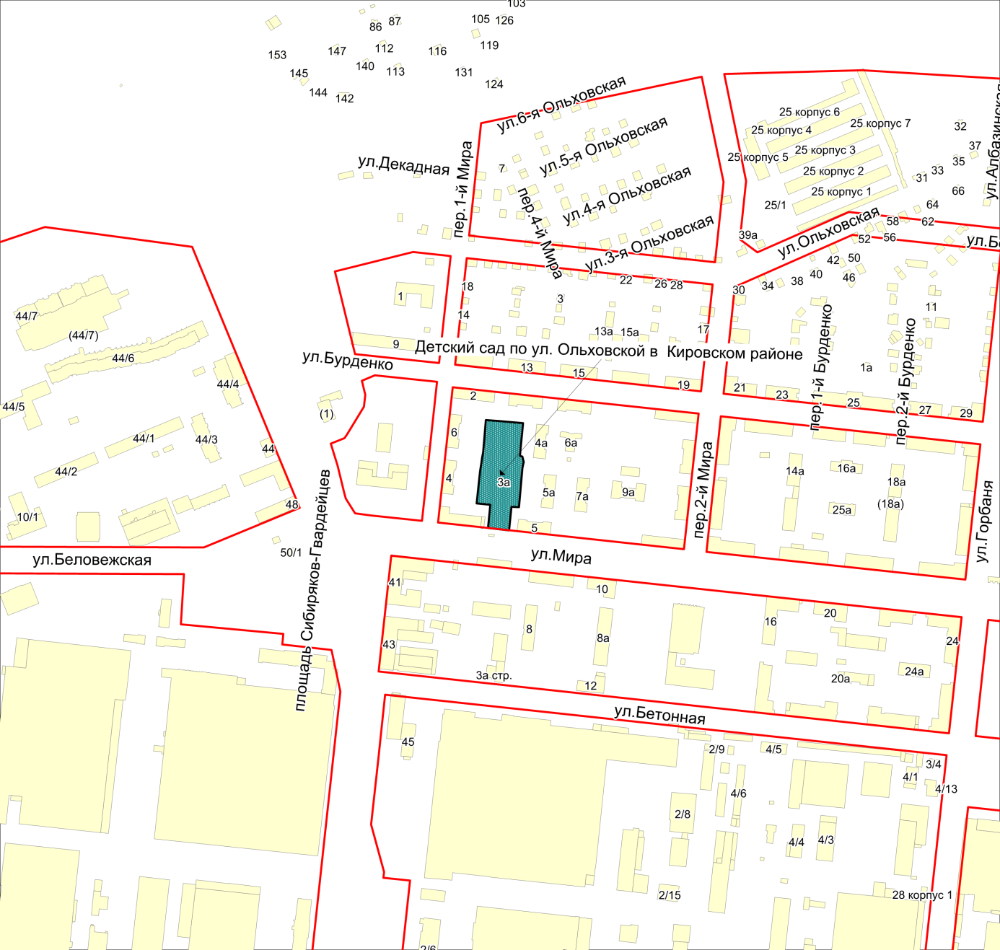 103
105 126
86 87
119
153 147 112 116
140 113 131
145
124
144 142
ул.6-я Ольховская
25 корпус 6
25 корпус 7
32
25 корпус 4
ул.5-я Ольховская
37
25 корпус 3
25 корпус 5
35
ул.Декадная
7
25 корпус 2
33
31
ул.Албазинская
пер.1-й Мира
ул.4-я Ольховская
25 корпус 1
66
25/1
64
пер.4-й Мира
ул.3-я Ольховская
39а
ул.Ольховская
58
62
52 56
42 50
40
46
38
34
30
22
26 28
18
1
3
14
11
13а 15а
17
44/7
(44/7)
9
Детский сад по ул. Ольховской в Кировском районе
44/6
ул.Бурденко
13
15
19
1а
пер.1-й Бурденко
пер.2-й Бурденко
44/4
21
23
25
27
29
2
44/5
(1)
44/1
44/3
44
6
4а
6а
44/2
4
3а
5а
7а
9а
14а
16а
18а
(18а)
25а
48
10/1
5
пер.2-й Мира
ул.Горбаня
50/1
ул.Беловежская
ул.Мира
площадь Сибиряков-Гвардейцев
41
10
8
8а
16
20
24
43
3а стр.
12
20а
24а
ул.Бетонная
45
2/9
4/5
3/4
4/1
4/13
4/6
2/8
4/4
4/3
2/15
28 корпус 1